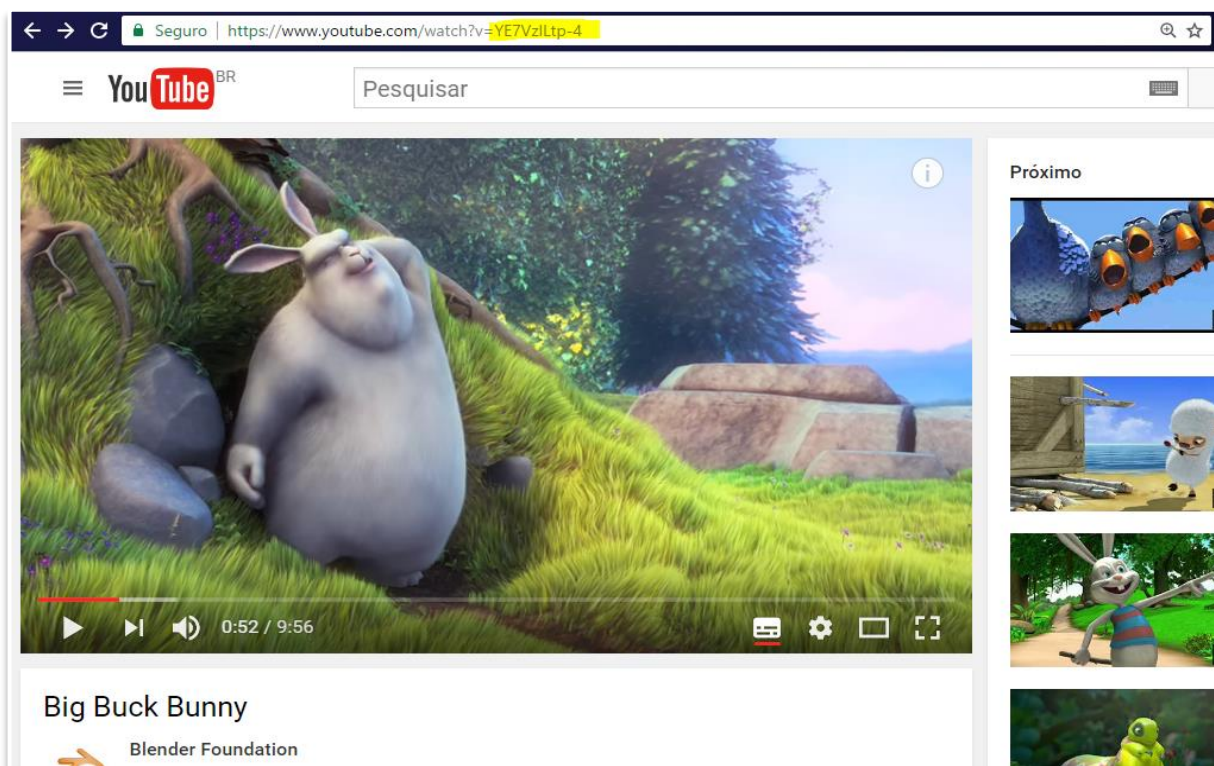 Seguro https://www.youtube.com/watch?v=YE7VzlLtp-4
YouTube BR
Pesquisar
Próximo
0:52 / 9:56
Big Buck Bunny
Blender Foundation